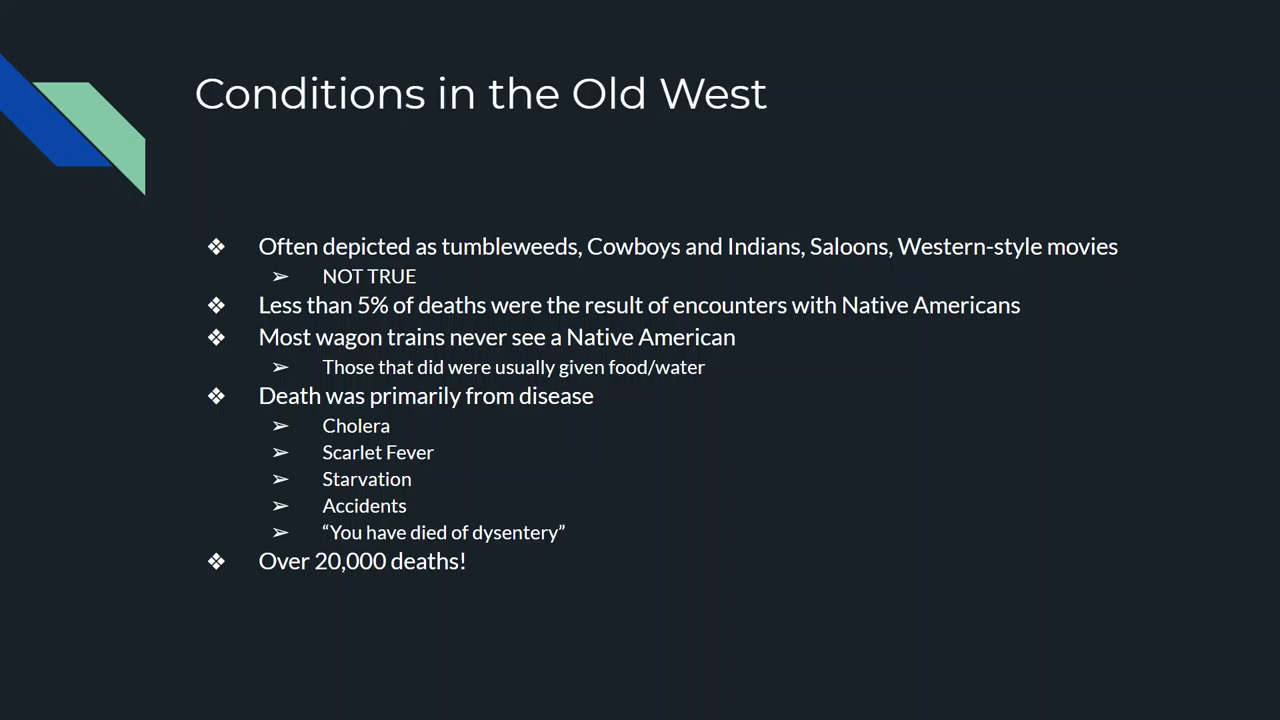 Conditions in the Old West
❖ Often depicted as tumbleweeds, Cowboys and Indians, Saloons, Western-style movies
➢ NOT TRUE
❖ Less than 5% of deaths were the result of encounters with Native Americans
❖ Most wagon trains never see a Native American
➢ Those that did were usually given food/water
❖ Death was primarily from disease
➢ Cholera
➢ Scarlet Fever
➢ Starvation
➢ Accidents
➢ “You have died of dysentery”
❖ Over 20,000 deaths!